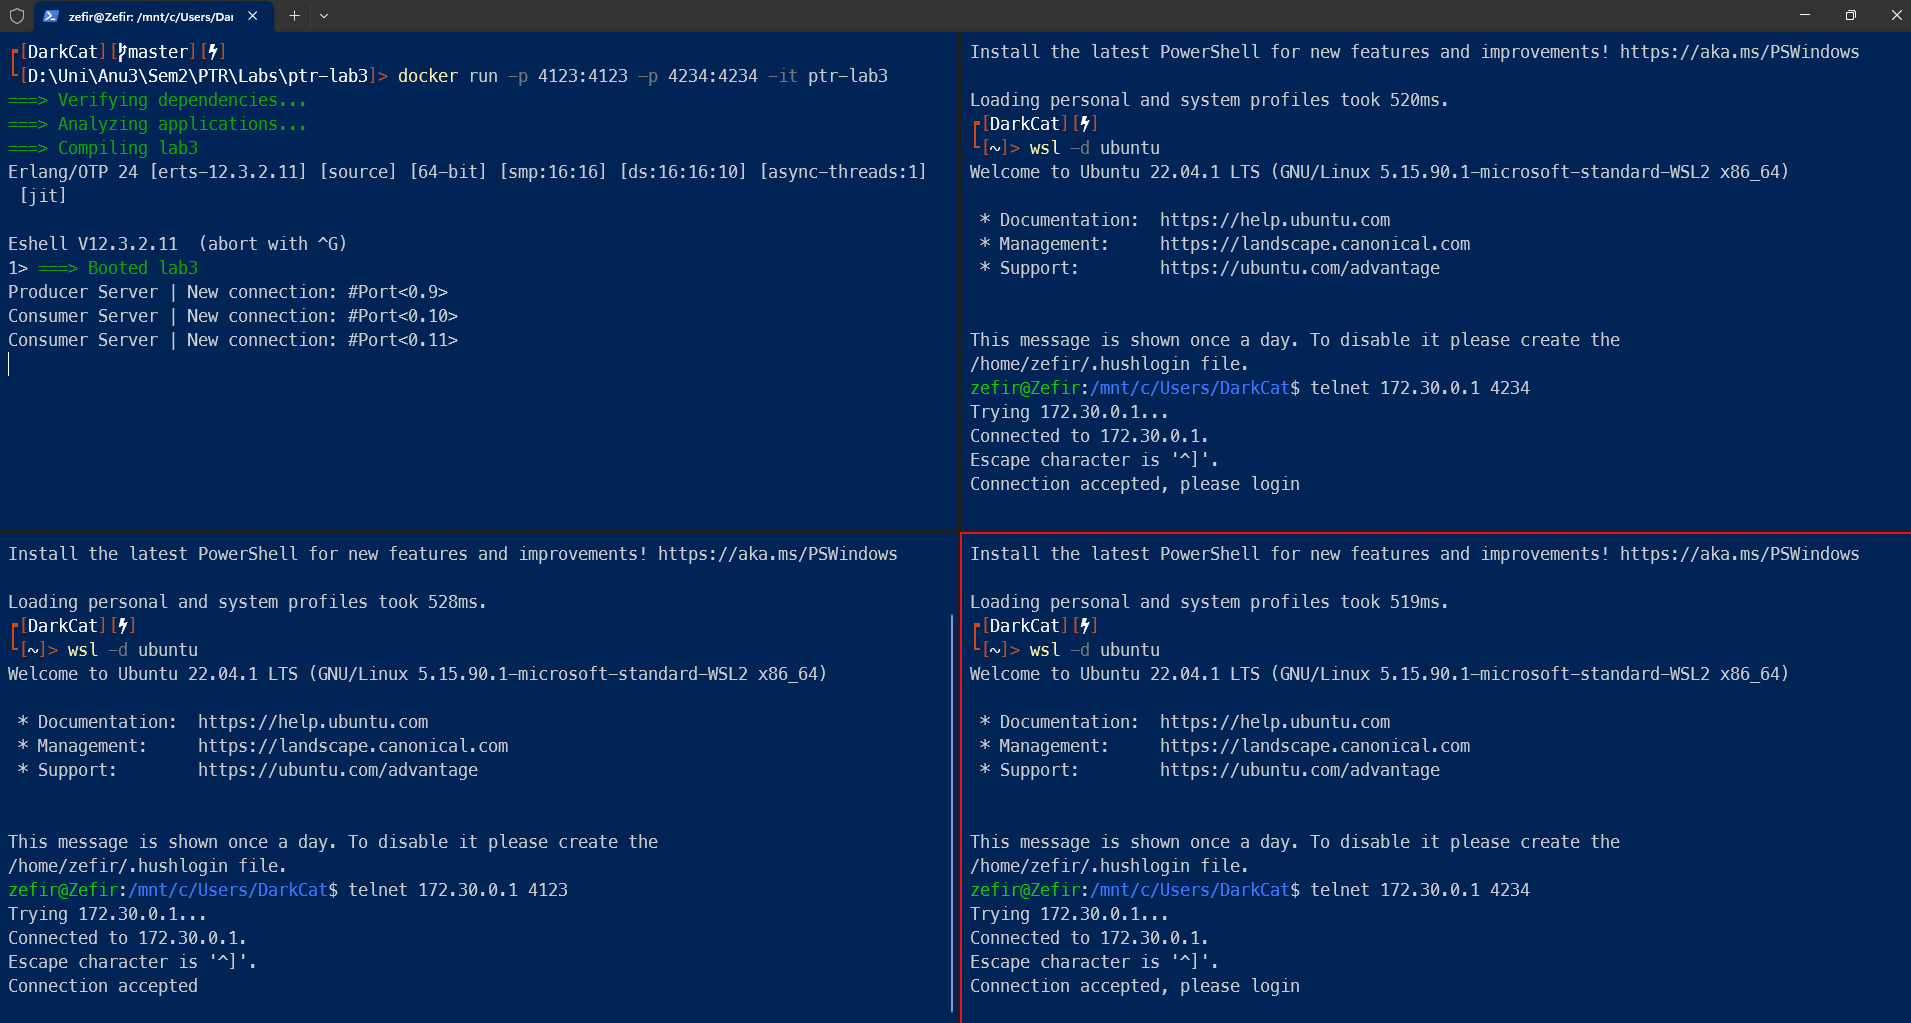 zefir@Zefir: /mnt/c/Users/Dar
[DarkCat][master][⚡]
[D:\Uni\Anu3\Sem2\PTR\Labs\ptr-lab3]> docker run -p 4123:4123 -p 4234:4234 -it ptr-lab3
===> Verifying dependencies...
===> Analyzing applications...
===> Compiling lab3
Erlang/OTP 24 [erts-12.3.2.11] [source] [64-bit] [smp:16:16] [ds:16:16:10] [async-threads:1]
[jit]
Eshell V12.3.2.11  (abort with ^G)
1> ===> Booted lab3
Producer Server | New connection: #Port<0.9>
Consumer Server | New connection: #Port<0.10>
Consumer Server | New connection: #Port<0.11>
Install the latest PowerShell for new features and improvements! https://aka.ms/PSWindows
Loading personal and system profiles took 520ms.
[DarkCat][⚡]
[~]> wsl -d ubuntu
Welcome to Ubuntu 22.04.1 LTS (GNU/Linux 5.15.90.1-microsoft-standard-WSL2 x86_64)
* Documentation:  https://help.ubuntu.com
* Management:     https://landscape.canonical.com
* Support:        https://ubuntu.com/advantage
This message is shown once a day. To disable it please create the
/home/zefir/.hushlogin file.
zefir@Zefir:/mnt/c/Users/DarkCat$ telnet 172.30.0.1 4234
Trying 172.30.0.1...
Connected to 172.30.0.1.
Escape character is '^]'.
Connection accepted, please login
Install the latest PowerShell for new features and improvements! https://aka.ms/PSWindows
Loading personal and system profiles took 528ms.
[DarkCat][⚡]
[~]> wsl -d ubuntu
Welcome to Ubuntu 22.04.1 LTS (GNU/Linux 5.15.90.1-microsoft-standard-WSL2 x86_64)
* Documentation:  https://help.ubuntu.com
* Management:     https://landscape.canonical.com
* Support:        https://ubuntu.com/advantage
This message is shown once a day. To disable it please create the
/home/zefir/.hushlogin file.
zefir@Zefir:/mnt/c/Users/DarkCat$ telnet 172.30.0.1 4123
Trying 172.30.0.1...
Connected to 172.30.0.1.
Escape character is '^]'.
Connection accepted
Install the latest PowerShell for new features and improvements! https://aka.ms/PSWindows
Loading personal and system profiles took 519ms.
[DarkCat][⚡]
[~]> wsl -d ubuntu
Welcome to Ubuntu 22.04.1 LTS (GNU/Linux 5.15.90.1-microsoft-standard-WSL2 x86_64)
* Documentation:  https://help.ubuntu.com
* Management:     https://landscape.canonical.com
* Support:        https://ubuntu.com/advantage
This message is shown once a day. To disable it please create the
/home/zefir/.hushlogin file.
zefir@Zefir:/mnt/c/Users/DarkCat$ telnet 172.30.0.1 4234
Trying 172.30.0.1...
Connected to 172.30.0.1.
Escape character is '^]'.
Connection accepted, please login